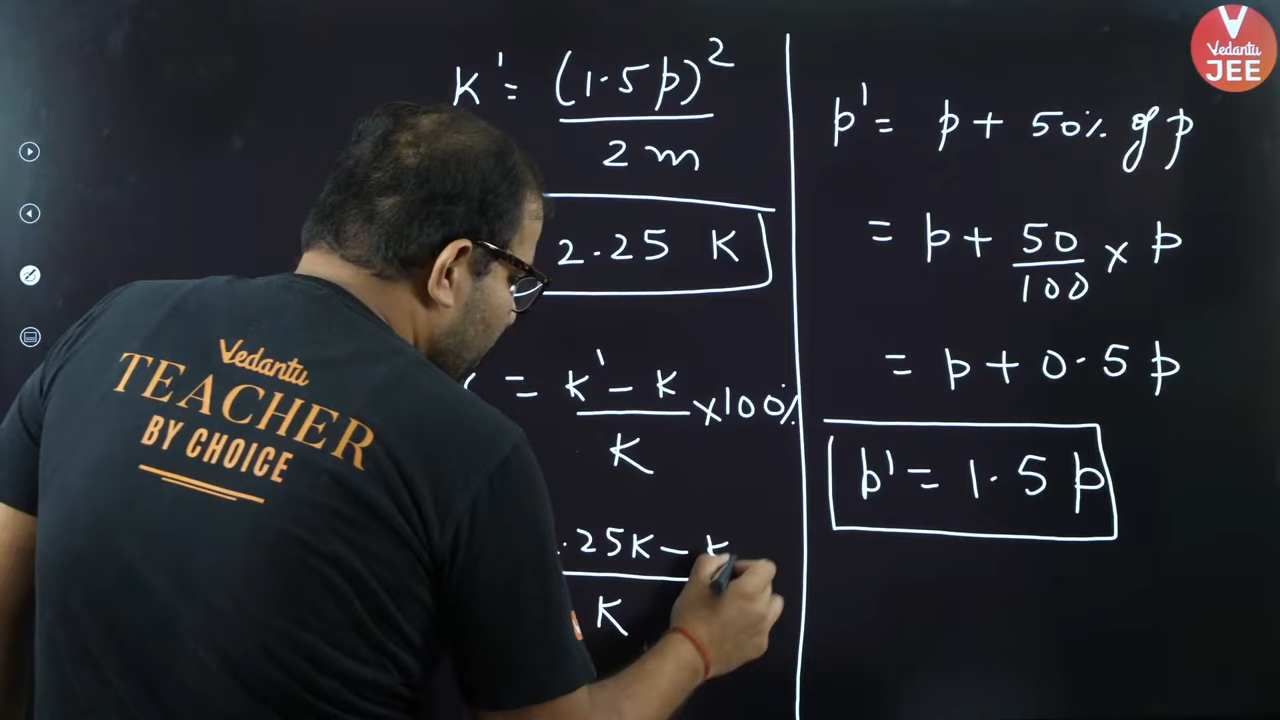 K' = (1.5p)²
2m
2.25 K
= K' - K × 100%
K
.25K - K
K
p' = p + 50% of p
= p + 50 × p
100
= p + 0.5 p
p' = 1.5 p
Vedantu
JEE
Vedantu
TEACHER
BY CHOICE